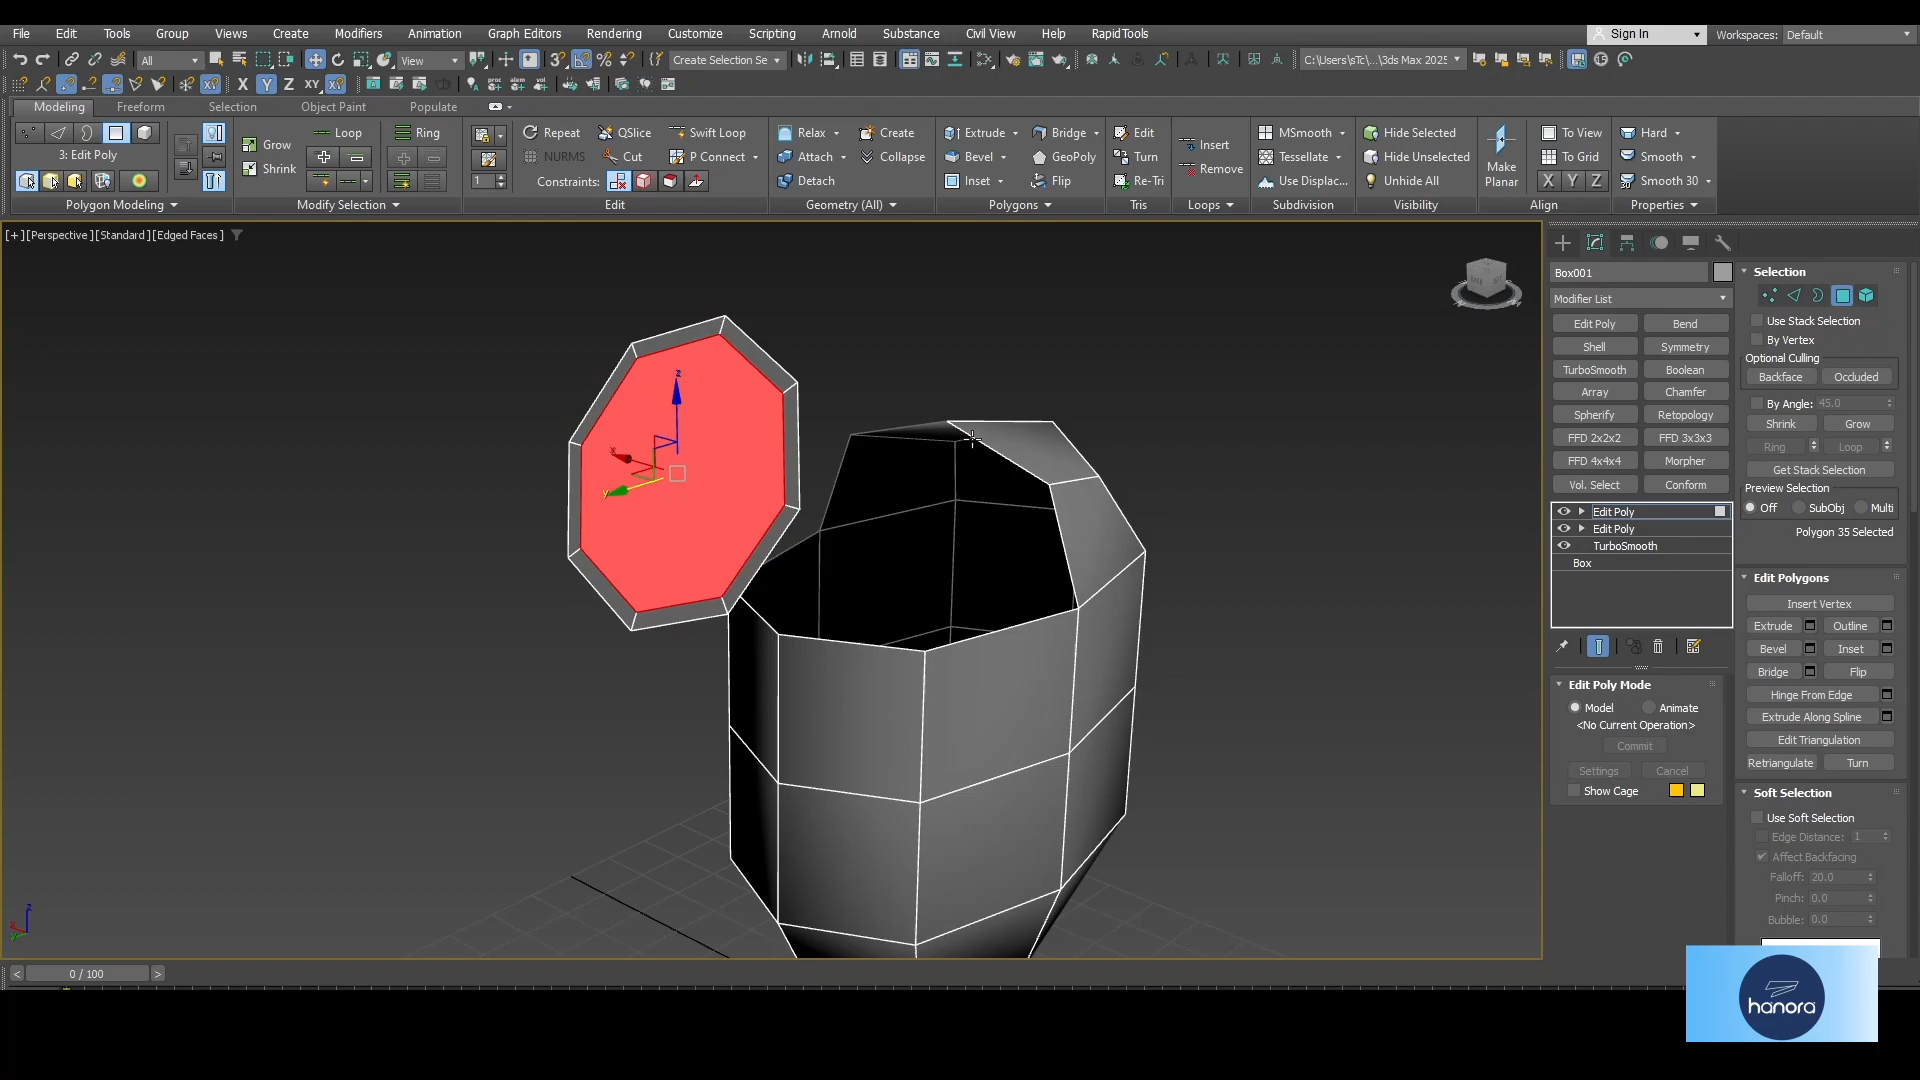 File Edit Tools Group Views Create Modifiers Animation Graph Editors Rendering Customize Scripting Arnold Substance Civil View Help RapidTools Sign In Workspaces: Default
All View Create Selection Se C:\Users\sTc\...\3ds Max 2025
X Y Z XY
Modeling Freeform Selection Object Paint Populate
Loop Ring Repeat QSlice Swift Loop Relax Create Extrude Bridge Edit MSmooth Hide Selected To View Hard
3: Edit Poly Grow NURMS Cut P Connect Attach Collapse Bevel GeoPoly Turn Insert Tessellate Hide Unselected Make Planar To Grid Smooth
Shrink 1 Constraints: Detach Inset Flip Re-Tri Remove Use Displac... Unhide All X Y Z Smooth 30
Polygon Modeling Modify Selection Edit Geometry (All) Polygons Tris Loops Subdivision Visibility Align Properties
[+][Perspective][Standard][Edged Faces]
z
x
y
z
x
y
Box001
Modifier List
Edit Poly Bend
Shell Symmetry
TurboSmooth Boolean
Array Chamfer
Spherify Retopology
FFD 2x2x2 FFD 3x3x3
FFD 4x4x4 Morpher
Vol. Select Conform
Edit Poly
Edit Poly
TurboSmooth
Box
Edit Poly Mode
Model Animate
<No Current Operation>
Commit
Settings Cancel
Show Cage
Selection
Use Stack Selection
By Vertex
Optional Culling
Backface Occluded
By Angle: 45.0
Shrink Grow
Ring Loop
Get Stack Selection
Preview Selection
Off SubObj Multi
Polygon 35 Selected
Edit Polygons
Insert Vertex
Extrude Outline
Bevel Inset
Bridge Flip
Hinge From Edge
Extrude Along Spline
Edit Triangulation
Retriangulate Turn
Soft Selection
Use Soft Selection
Edge Distance: 1
Affect Backfacing
Falloff: 20.0
Pinch: 0.0
Bubble: 0.0
< 0 / 100 >
hanora